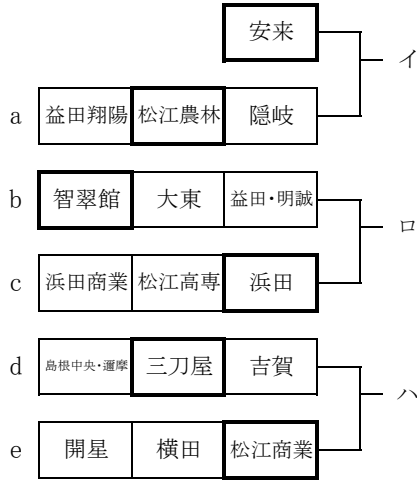 安来
イ
a 益田翔陽 松江農林 隠岐
b 智翠館 大東 益田・明誠
ロ
c 浜田商業 松江高専 浜田
d 島根中央・邇摩 三刀屋 吉賀
ハ
e 開星 横田 松江商業